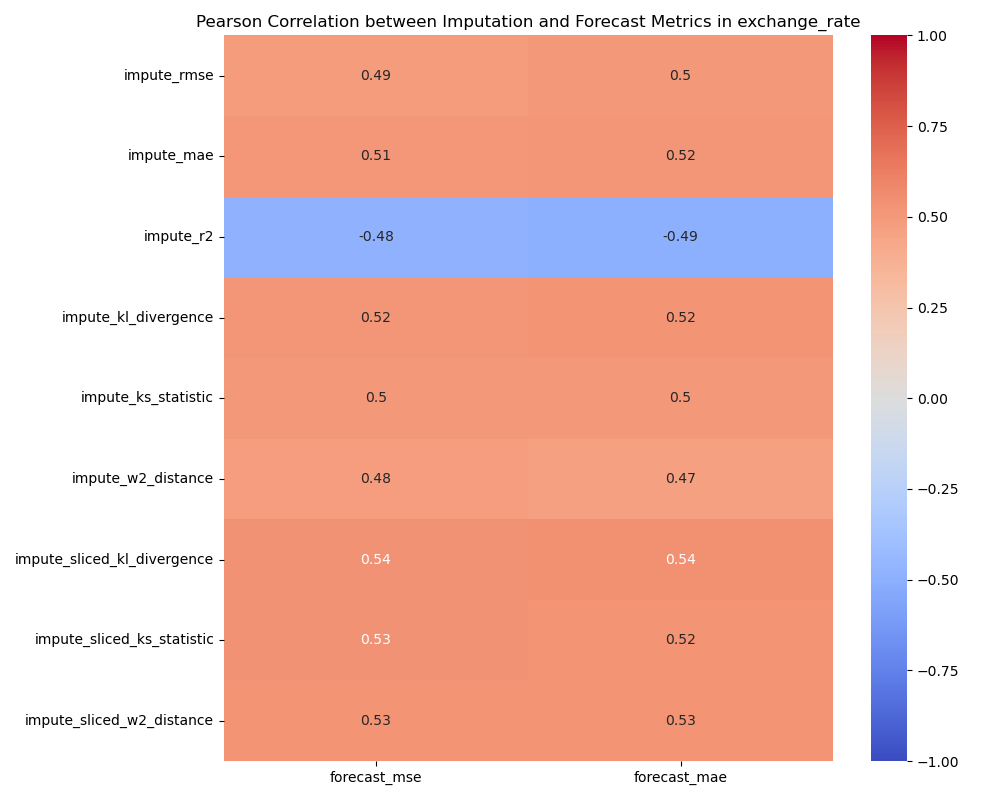 Pearson Correlation between Imputation and Forecast Metrics in exchange_rate
impute_rmse 0.49 0.5
impute_mae 0.51 0.52
impute_r2 -0.48 -0.49
impute_kl_divergence 0.52 0.52
impute_ks_statistic 0.5 0.5
impute_w2_distance 0.48 0.47
impute_sliced_kl_divergence 0.54 0.54
impute_sliced_ks_statistic 0.53 0.52
impute_sliced_w2_distance 0.53 0.53
forecast_mse forecast_mae
1.00
0.75
0.50
0.25
0.00
−0.25
−0.50
−0.75
−1.00